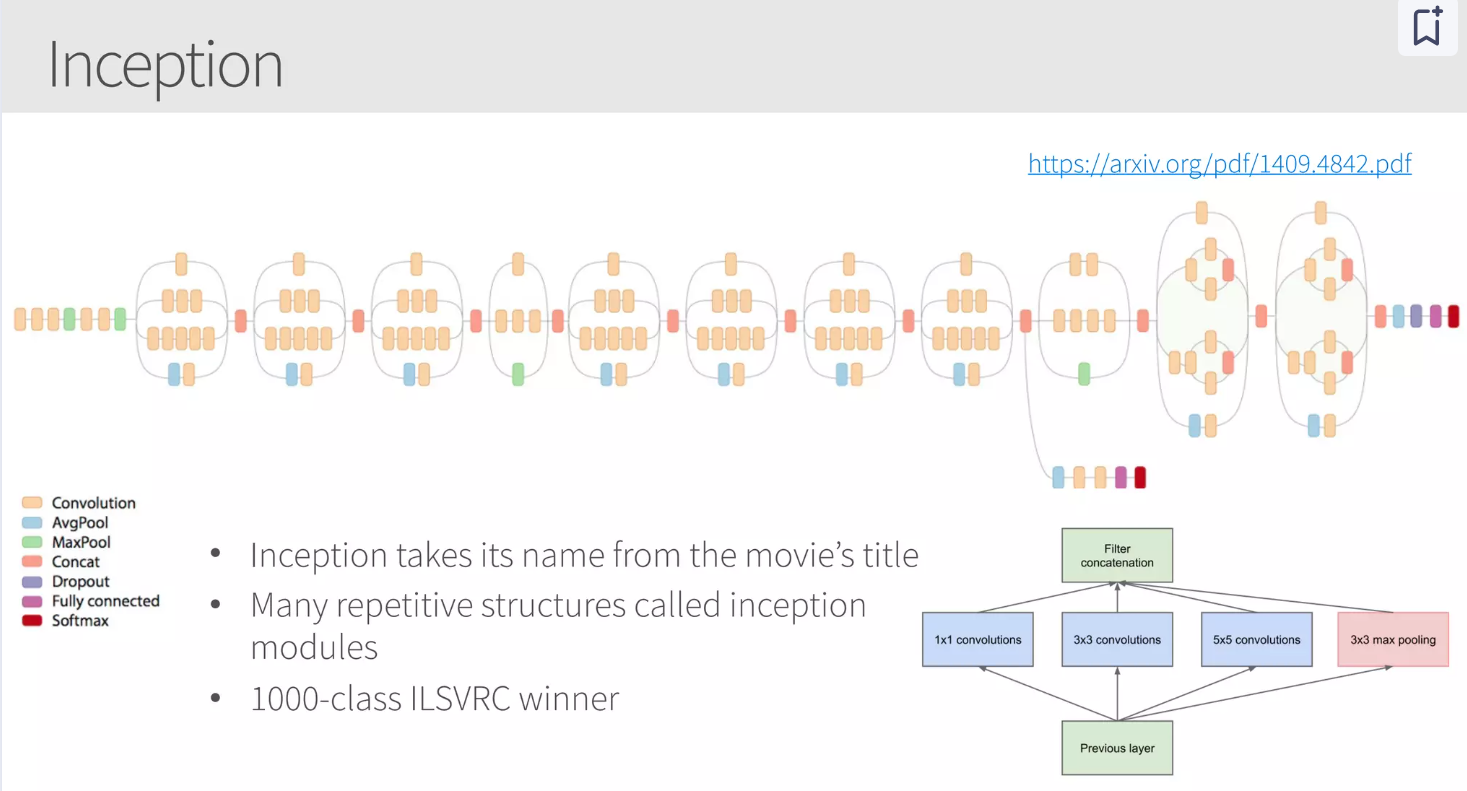 Inception
https://arxiv.org/pdf/1409.4842.pdf
Convolution
AvgPool
MaxPool
Concat
Dropout
Fully connected
Softmax
• Inception takes its name from the movie’s title
• Many repetitive structures called inception
modules
• 1000-class ILSVRC winner
Filter
concatenation
1x1 convolutions
3x3 convolutions
5x5 convolutions
3x3 max pooling
Previous layer